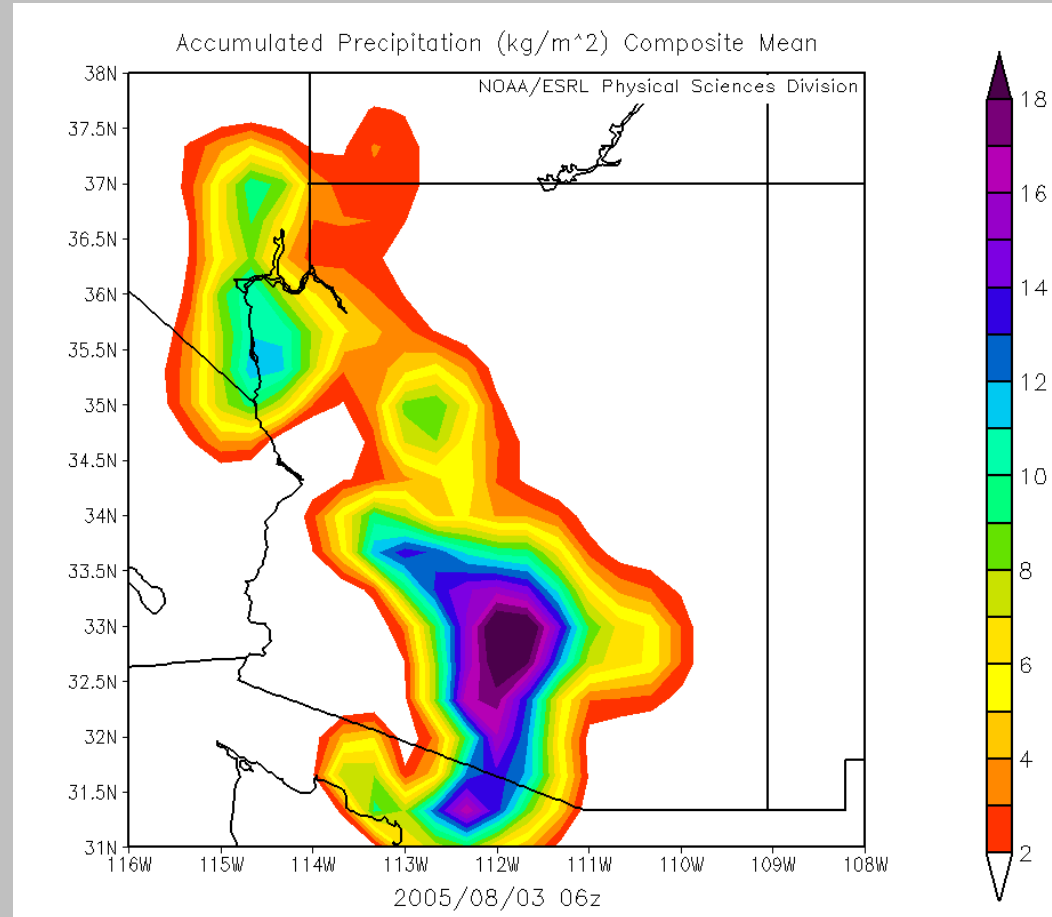 Accumulated Precipitation (kg/m^2) Composite Mean
NOAA/ESRL Physical Sciences Division
38N
37.5N
37N
36.5N
36N
35.5N
35N
34.5N
34N
33.5N
33N
32.5N
32N
31.5N
31N
116W 115W 114W 113W 112W 111W 110W 109W 108W
2005/08/03 06z
18
16
14
12
10
8
6
4
2